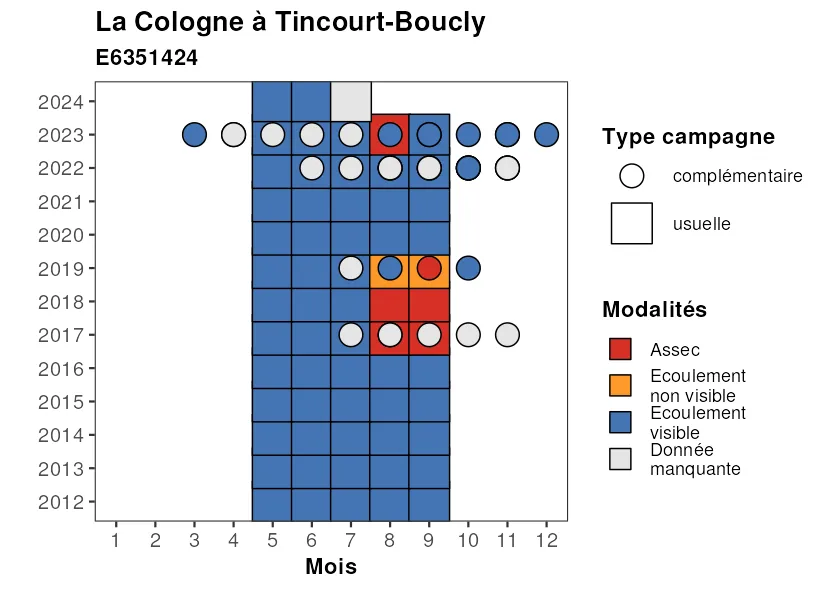 La Cologne à Tincourt-Boucly
E6351424
2024
2023
2022
2021
2020
2019
2018
2017
2016
2015
2014
2013
2012
1 2 3 4 5 6 7 8 9 10 11 12
Mois
Type campagne
complémentaire
usuelle
Modalités
Assec
Ecoulement
non visible
Ecoulement
visible
Donnée
manquante